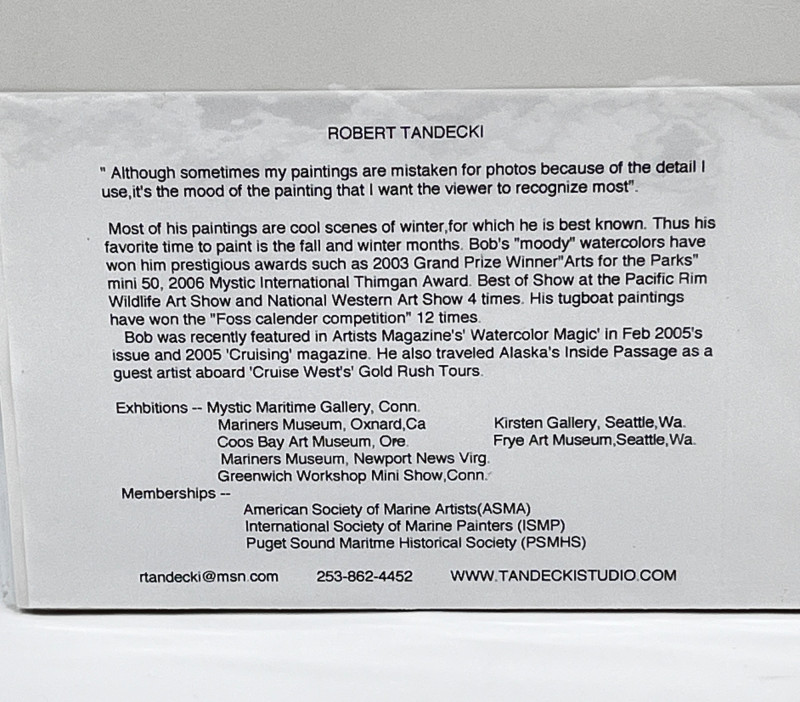 ROBERT TANDECKI
" Although sometimes my paintings are mistaken for photos because of the detail I
use,it's the mood of the painting that I want the viewer to recognize most".
Most of his paintings are cool scenes of winter,for which he is best known. Thus his
favorite time to paint is the fall and winter months. Bob's "moody" watercolors have
won him prestigious awards such as 2003 Grand Prize Winner"Arts for the Parks"
mini 50, 2006 Mystic International Thimgan Award. Best of Show at the Pacific Rim
Wildlife Art Show and National Western Art Show 4 times. His tugboat paintings
have won the "Foss calender competition" 12 times.
Bob was recently featured in Artists Magazine's' Watercolor Magic' in Feb 2005's
issue and 2005 'Cruising' magazine. He also traveled Alaska's Inside Passage as a
guest artist aboard 'Cruise West's' Gold Rush Tours.
Exhbitions -- Mystic Maritime Gallery, Conn.
Mariners Museum, Oxnard,Ca Kirsten Gallery, Seattle,Wa.
Coos Bay Art Museum, Ore. Frye Art Museum,Seattle,Wa.
Mariners Museum, Newport News Virg.
Greenwich Workshop Mini Show,Conn.
Memberships --
American Society of Marine Artists(ASMA)
International Society of Marine Painters (ISMP)
Puget Sound Maritme Historical Society (PSMHS)
rtandecki@msn.com 253-862-4452 WWW.TANDECKISTUDIO.COM